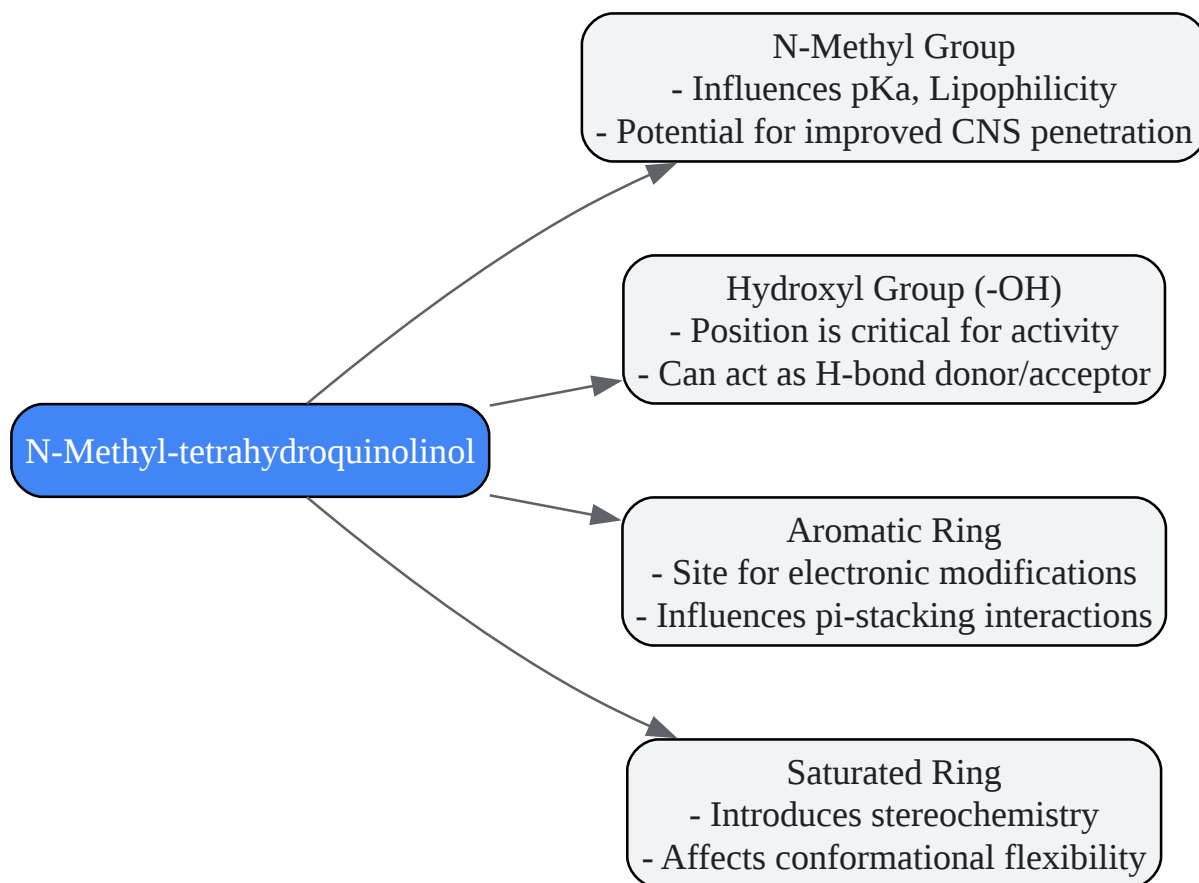 N-Methyl Group
- Influences pKa, Lipophilicity
- Potential for improved CNS penetration
Hydroxyl Group (-OH)
- Position is critical for activity
- Can act as H-bond donor/acceptor
N-Methyl-tetrahydroquinolinol
Aromatic Ring
- Site for electronic modifications
- Influences pi-stacking interactions
Saturated Ring
- Introduces stereochemistry
- Affects conformational flexibility